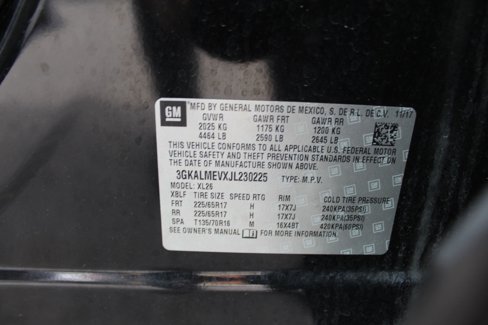 GM MFD BY GENERAL MOTORS DE MEXICO, S. DE R.L. DE C.V. 11/17
GVWR GAWR FRT GAWR RR
2025 KG 1175 KG 1200 KG
4464 LB 2590 LB 2645 LB
THIS VEHICLE CONFORMS TO ALL APPLICABLE U.S. FEDERAL MOTOR
VEHICLE SAFETY, BUMPER, AND THEFT PREVENTION STANDARDS IN EFFECT ON
THE DATE OF MANUFACTURE SHOWN ABOVE.
3GKALMEVXJL230225 TYPE: M.P.V.
MODEL: XL26
XBLF TIRE SIZE SPEED RTG RIM COLD TIRE PRESSURE
FRT 225/65R17 H 17X7J 240KPA(35PSI)
RR 225/65R17 H 17X7J 240KPA(35PSI)
SPA T135/70R16 M 16X4BT 420KPA(60PSI)
SEE OWNER'S MANUAL FOR MORE INFORMATION.